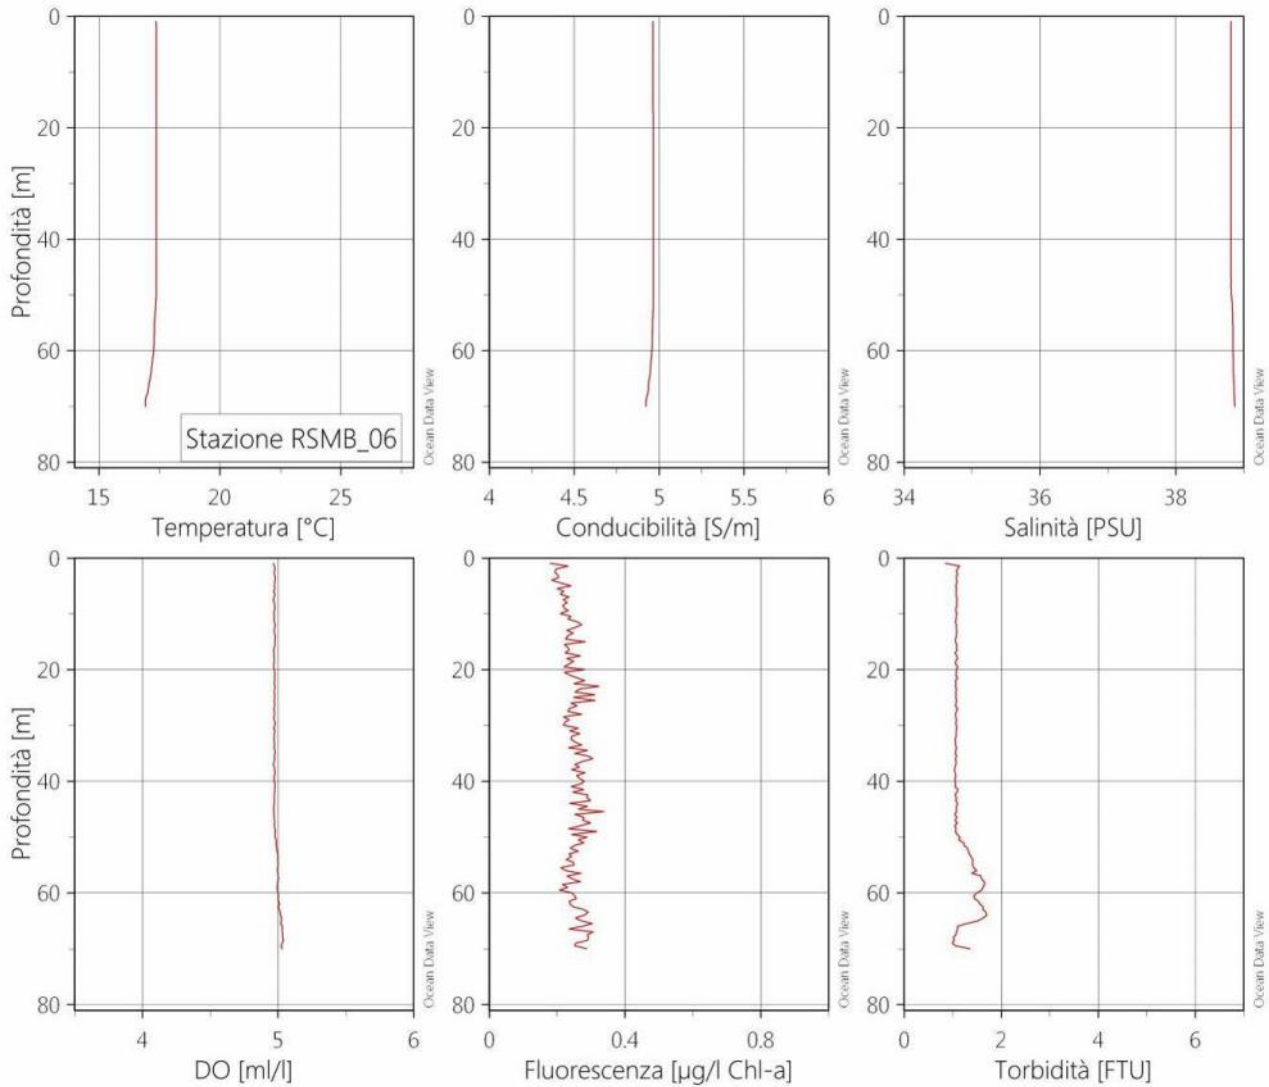 0
20
40
60
80
Profondità [m]
Stazione RSMB_06
15 20 25
Temperatura [°C]
Ocean Data View
0
20
40
60
80
4 4.5 5 5.5 6
Conducibilità [S/m]
Ocean Data View
0
20
40
60
80
34 36 38
Salinità [PSU]
Ocean Data View
0
20
40
60
80
Profondità [m]
4 5 6
DO [ml/l]
Ocean Data View
0
20
40
60
80
0 0.4 0.8
Fluorescenza [µg/l Chl-a]
Ocean Data View
0
20
40
60
80
0 2 4 6
Torbidità [FTU]
Ocean Data View